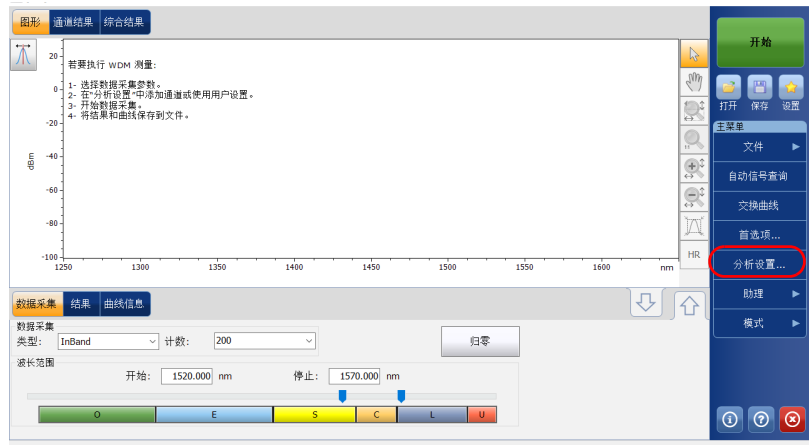 图形 通道结果 综合结果
若要执行 WDM 测量:
1- 选择数据采集参数。
2- 在"分析设置"中添加通道或使用用户设置。
3- 开始数据采集。
4- 将结果和曲线保存到文件。
20
0
-20
-40
-60
-80
-100
dBm
1250 1300 1350 1400 1450 1500 1550 1600 nm
HR
开始
打开 保存 设置
主菜单
文件
自动信号查询
交换曲线
首选项...
分析设置...
助理
模式
数据采集 结果 曲线信息
数据采集
类型: InBand 计数: 200 归零
波长范围
开始: 1520.000 nm 停止: 1570.000 nm
O E S C L U